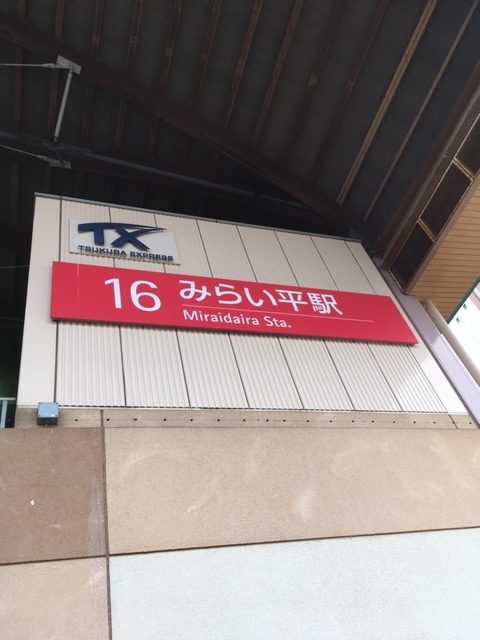 TX
TSUKUBA EXPRESS
16 みらい平駅
Miraidaira Sta.